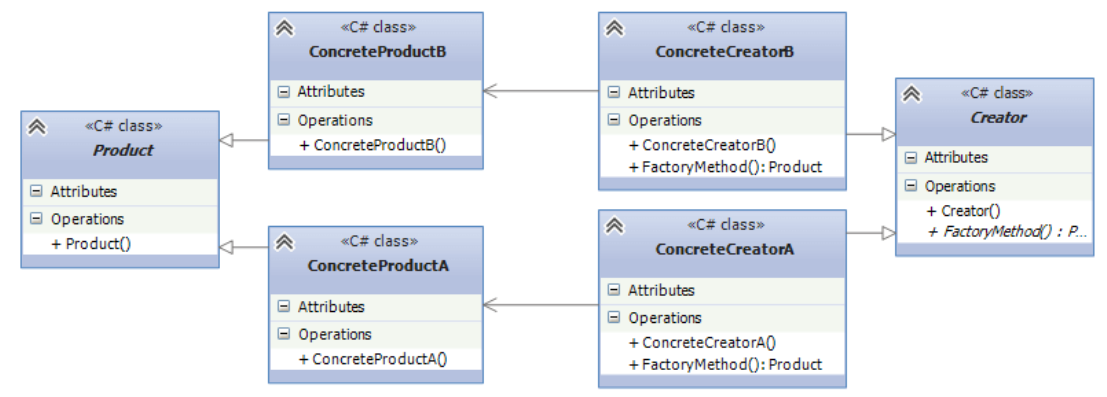 «C# class»
ConcreteProductB
Attributes
Operations
+ ConcreteProductB()
«C# class»
ConcreteCreatorB
Attributes
Operations
+ ConcreteCreatorB()
+ FactoryMethod(): Product
«C# class»
Product
Attributes
Operations
+ Product()
«C# class»
Creator
Attributes
Operations
+ Creator()
+ FactoryMethod() : P...
«C# class»
ConcreteProductA
Attributes
Operations
+ ConcreteProductA()
«C# class»
ConcreteCreatorA
Attributes
Operations
+ ConcreteCreatorA()
+ FactoryMethod(): Product